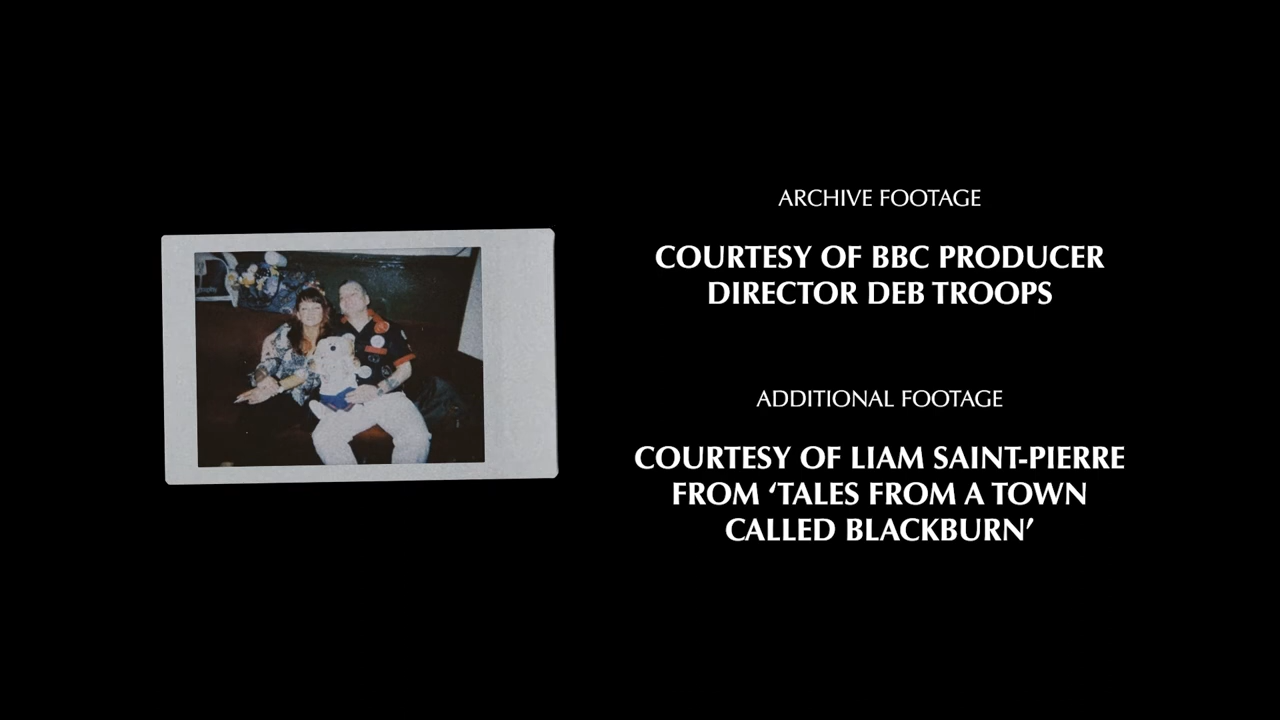 ARCHIVE FOOTAGE
COURTESY OF BBC PRODUCER
DIRECTOR DEB TROOPS
ADDITIONAL FOOTAGE
COURTESY OF LIAM SAINT-PIERRE
FROM ‘TALES FROM A TOWN
CALLED BLACKBURN’